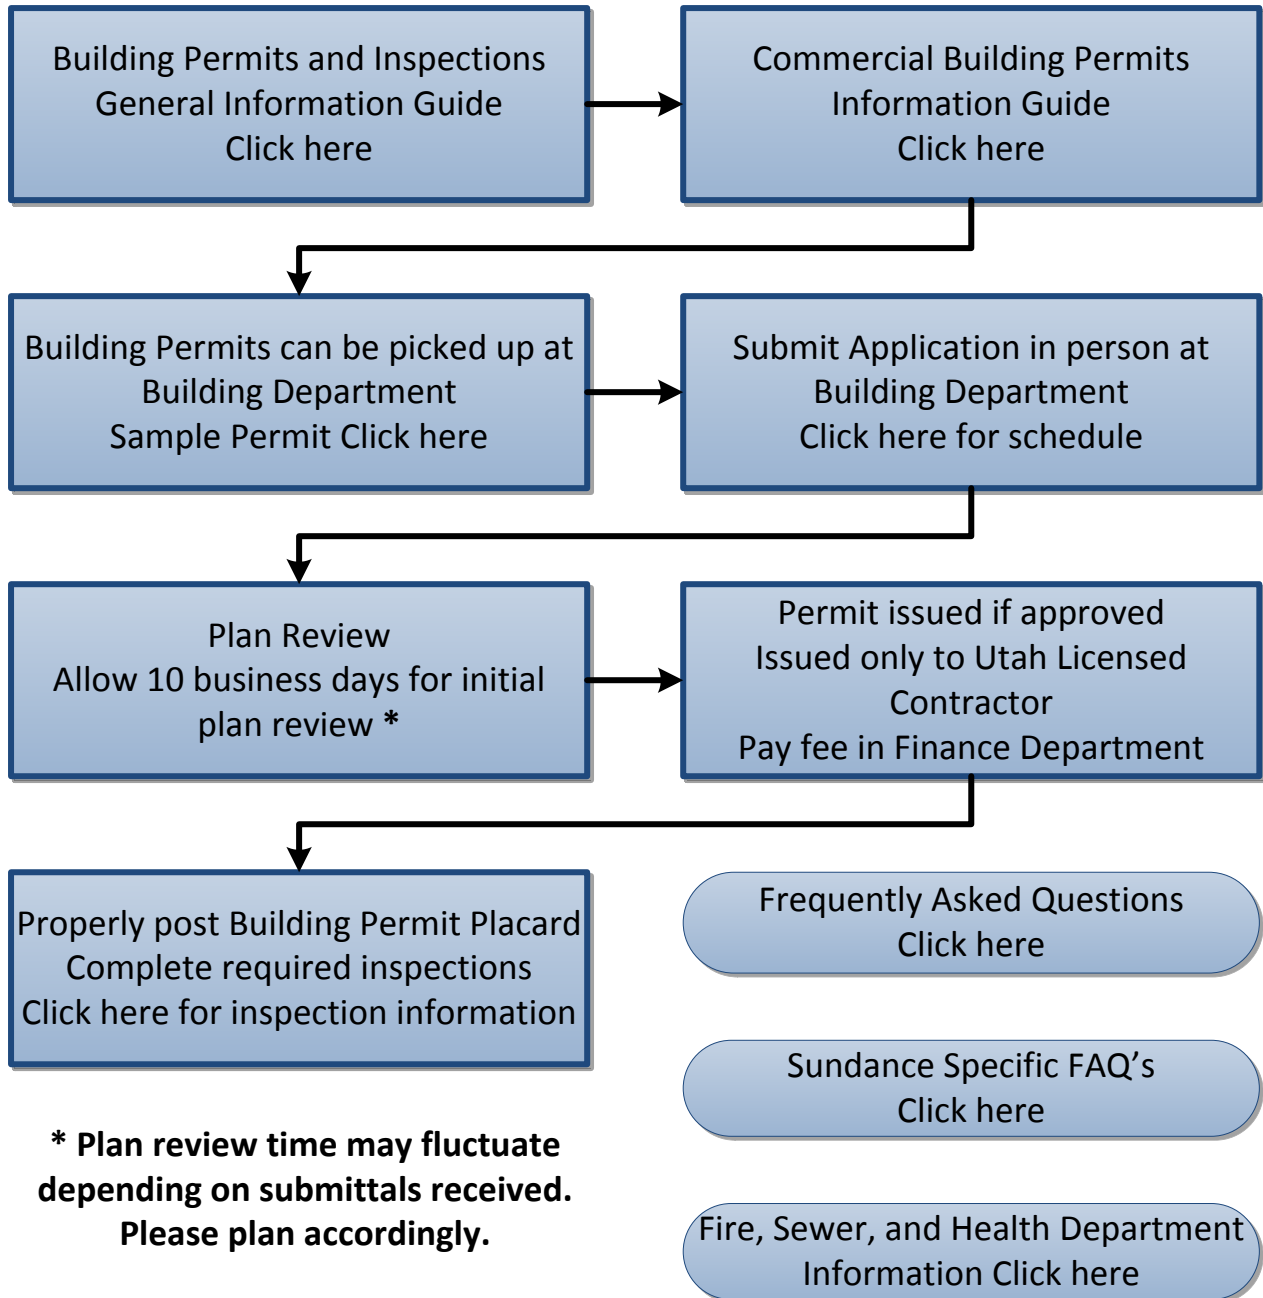 Building Permits and Inspections
General Information Guide
Click here
Commercial Building Permits
Information Guide
Click here
Building Permits can be picked up at
Building Department
Sample Permit Click here
Submit Application in person at
Building Department
Click here for schedule
Plan Review
Allow 10 business days for initial
plan review *
Permit issued if approved
Issued only to Utah Licensed
Contractor
Pay fee in Finance Department
Properly post Building Permit Placard
Complete required inspections
Click here for inspection information
Frequently Asked Questions
Click here
Sundance Specific FAQ’s
Click here
* Plan review time may fluctuate
depending on submittals received.
Please plan accordingly.
Fire, Sewer, and Health Department
Information Click here